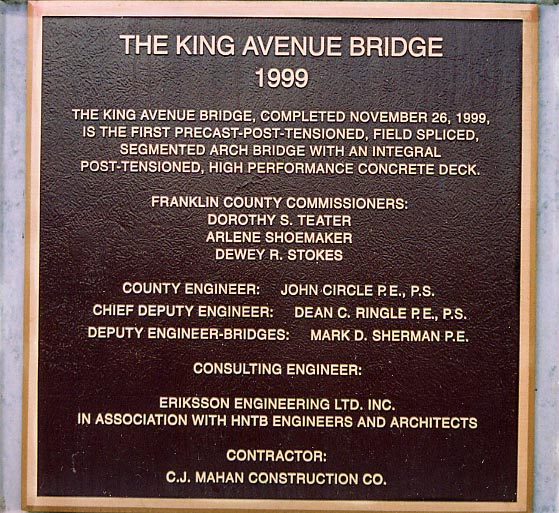 THE KING AVENUE BRIDGE
1999
THE KING AVENUE BRIDGE, COMPLETED NOVEMBER 26, 1999,
IS THE FIRST PRECAST-POST-TENSIONED, FIELD SPLICED,
SEGMENTED ARCH BRIDGE WITH AN INTEGRAL
POST-TENSIONED, HIGH PERFORMANCE CONCRETE DECK.
FRANKLIN COUNTY COMMISSIONERS:
DOROTHY S. TEATER
ARLENE SHOEMAKER
DEWEY R. STOKES
COUNTY ENGINEER: JOHN CIRCLE P.E., P.S.
CHIEF DEPUTY ENGINEER: DEAN C. RINGLE P.E., P.S.
DEPUTY ENGINEER-BRIDGES: MARK D. SHERMAN P.E.
CONSULTING ENGINEER:
ERIKSSON ENGINEERING LTD. INC.
IN ASSOCIATION WITH HNTB ENGINEERS AND ARCHITECTS
CONTRACTOR:
C.J. MAHAN CONSTRUCTION CO.